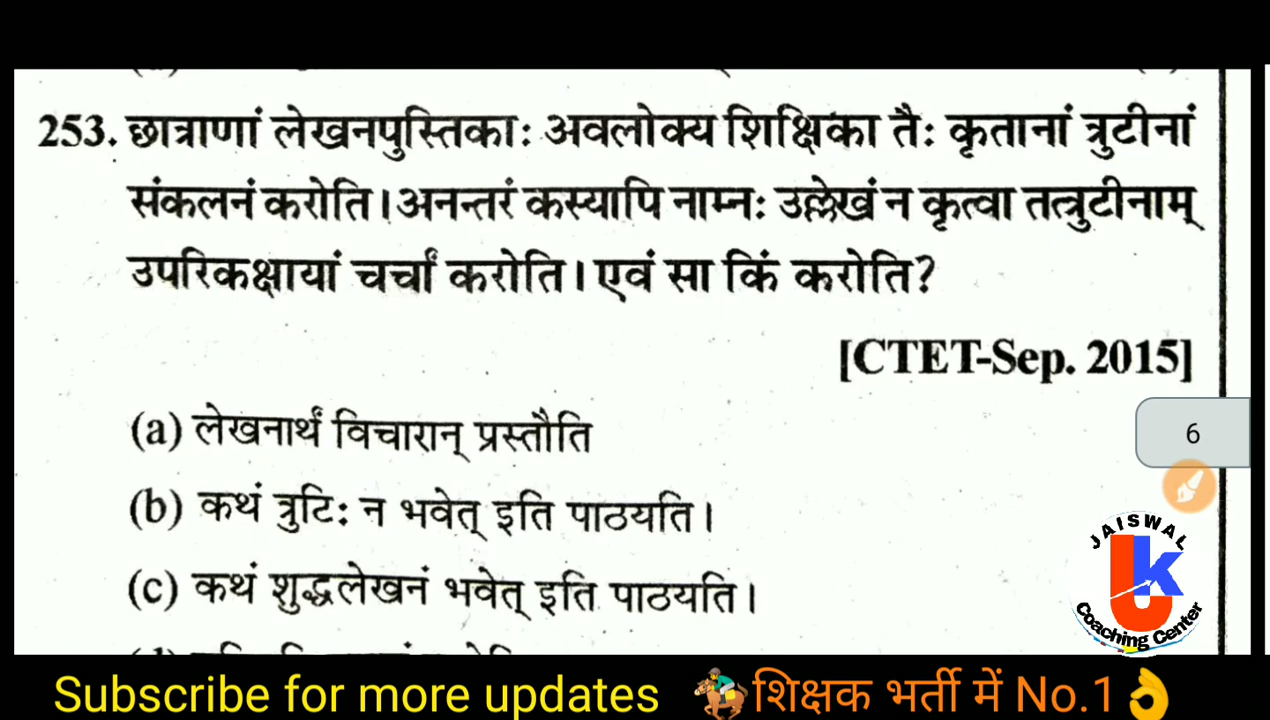 253. छात्राणां लेखनपुस्तिकाः अवलोक्य शिक्षिका तैः कृतानां त्रुटीनां
संकलनं करोति। अनन्तरं कस्यापि नाम्नः उल्लेखं न कृत्वा तत्त्रुटीनाम्
उपरिकक्षायां चर्चां करोति। एवं सा किं करोति?
[CTET-Sep. 2015]
(a) लेखनार्थं विचारान् प्रस्तौति
6
(b) कथं त्रुटिः न भवेत् इति पाठयति।
(c) कथं शुद्धलेखनं भवेत् इति पाठयति।
JAISWAL
UK
Coaching Center
Subscribe for more updates 🏇शिक्षक भर्ती में No.1👌